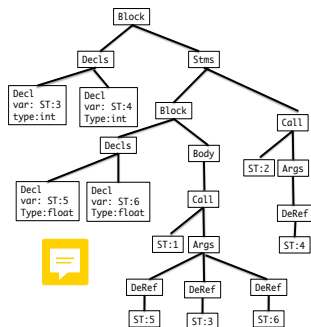 Block
Decls
Stms
Decl
var: ST:3
type:int
Decl
var: ST:4
Type:int
Block
Call
Decls
Body
ST:2
Args
Decl
var: ST:5
Type:float
Decl
var: ST:6
Type:float
Call
DeRef
ST:4
ST:1
Args
DeRef
DeRef
DeRef
ST:5
ST:3
ST:6